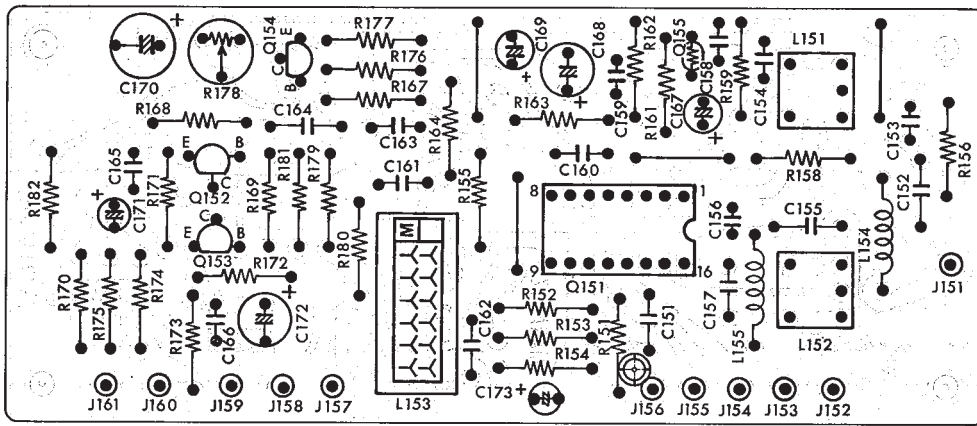 C170
R178
Q154
E
C
B
R177
R176
R167
C169
C168
R162
Q155
C158
R159
C154
L151
R168
C164
C163
R164
R163
C159
R161
C167
C153
R156
R182
C165
C171
R171
E
B
C
Q152
R169
R181
R179
C161
R155
C160
R158
C152
C
E
B
Q153
R180
M
8
1
9
16
Q151
C156
C155
L154
J151
R170
R175
R174
R172
R173
C166
C172
C162
R152
R153
R154
R151
C151
C157
L155
L152
C173
L153
J161
J160
J159
J158
J157
J156
J155
J154
J153
J152